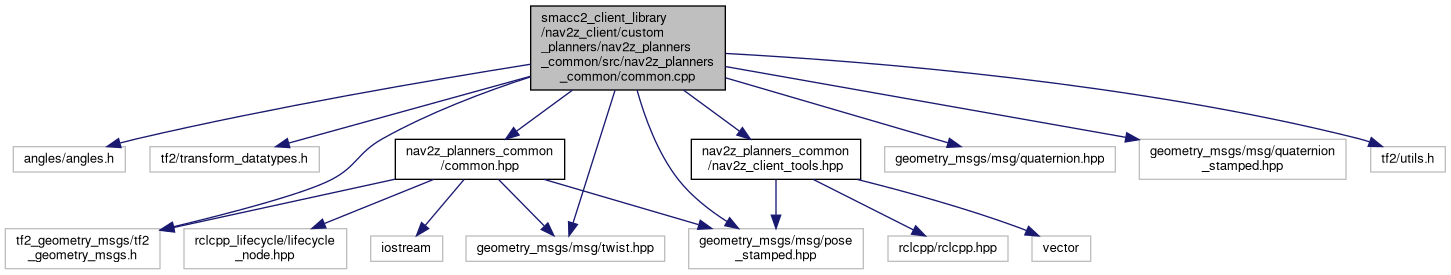 smacc2_client_library
/nav2z_client/custom
_planners/nav2z_planners
_common/src/nav2z_planners
_common/common.cpp
angles/angles.h
tf2/transform_datatypes.h
nav2z_planners_common
/common.hpp
nav2z_planners_common
/nav2z_client_tools.hpp
geometry_msgs/msg/quaternion.hpp
geometry_msgs/msg/quaternion
_stamped.hpp
tf2/utils.h
tf2_geometry_msgs/tf2
_geometry_msgs.h
rclcpp_lifecycle/lifecycle
_node.hpp
iostream
geometry_msgs/msg/twist.hpp
geometry_msgs/msg/pose
_stamped.hpp
rclcpp/rclcpp.hpp
vector